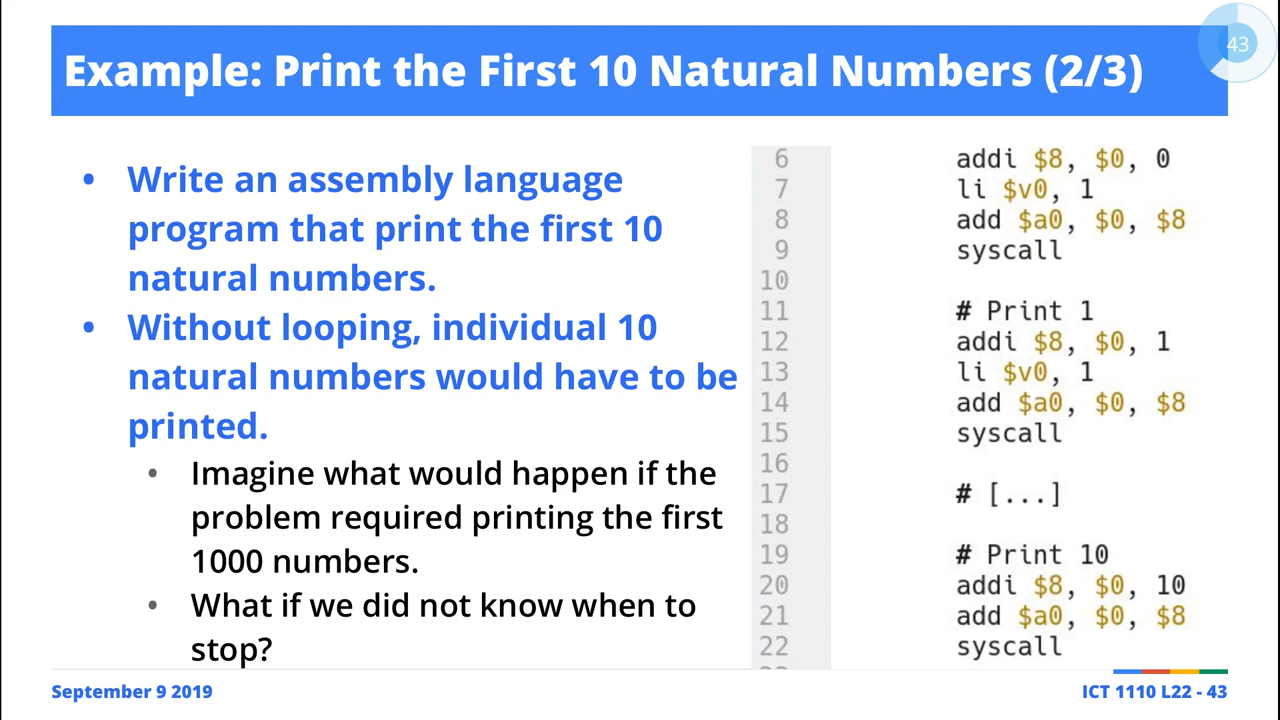 43
Example: Print the First 10 Natural Numbers (2/3)
• Write an assembly language
program that print the first 10
natural numbers.
• Without looping, individual 10
natural numbers would have to be
printed.
• Imagine what would happen if the
problem required printing the first
1000 numbers.
• What if we did not know when to
stop?
6 addi $8, $0, 0
7 li $v0, 1
8 add $a0, $0, $8
9 syscall
10
11 # Print 1
12 addi $8, $0, 1
13 li $v0, 1
14 add $a0, $0, $8
15 syscall
16
17 # [...]
18
19 # Print 10
20 addi $8, $0, 10
21 add $a0, $0, $8
22 syscall
September 9 2019
ICT 1110 L22 - 43